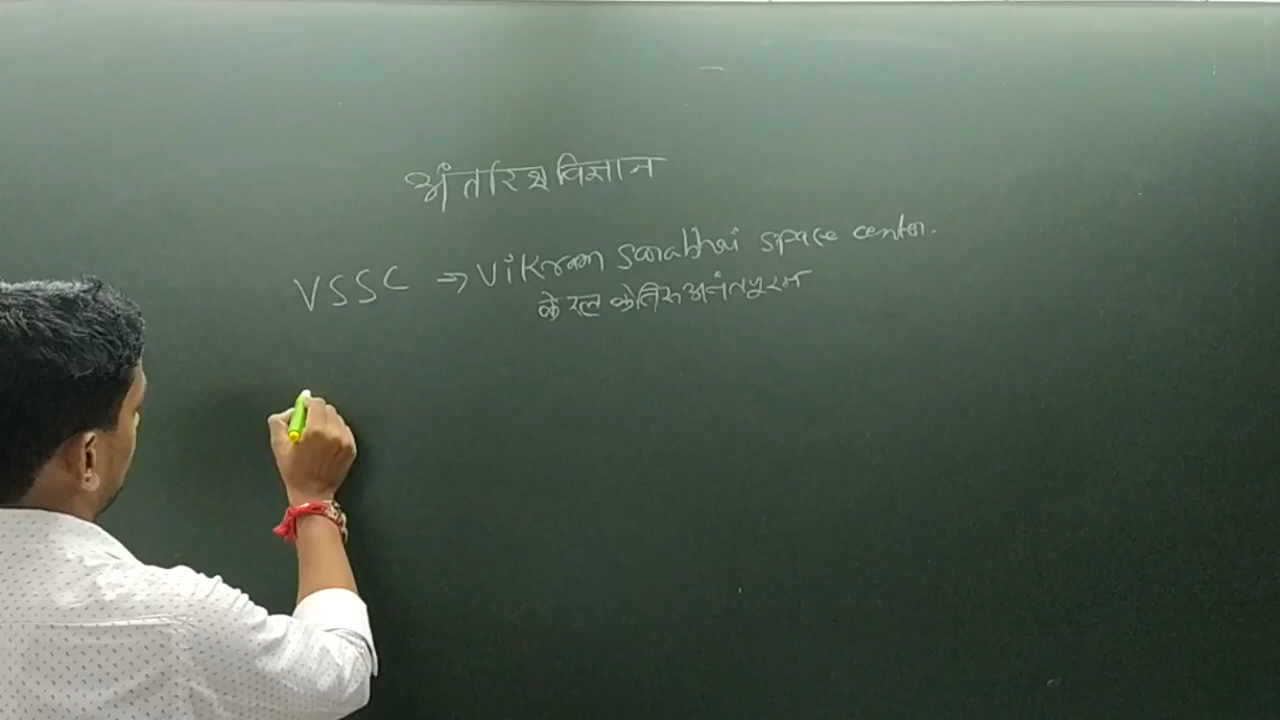 अंतरिक्ष विज्ञान
VSSC ⇒ Vikram Sarabhai space center.
केरल के तिरुअनंतपुरम